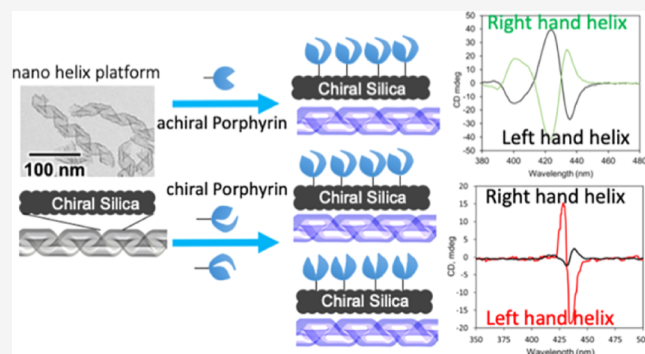 nano helix platform
100 nm
Chiral Silica
achiral Porphyrin
chiral Porphyrin
Chiral Silica
Chiral Silica
Chiral Silica
Right hand helix
Left hand helix
CD mdeg
50
40
30
20
10
0
-10
-20
-30
-40
-50
380 400 420 440 460 480
Wavelength (nm)
Right hand helix
Left hand helix
CD, mdeg
20
15
10
5
0
-5
-10
-15
-20
350 400 450 500
Wavelength (nm)